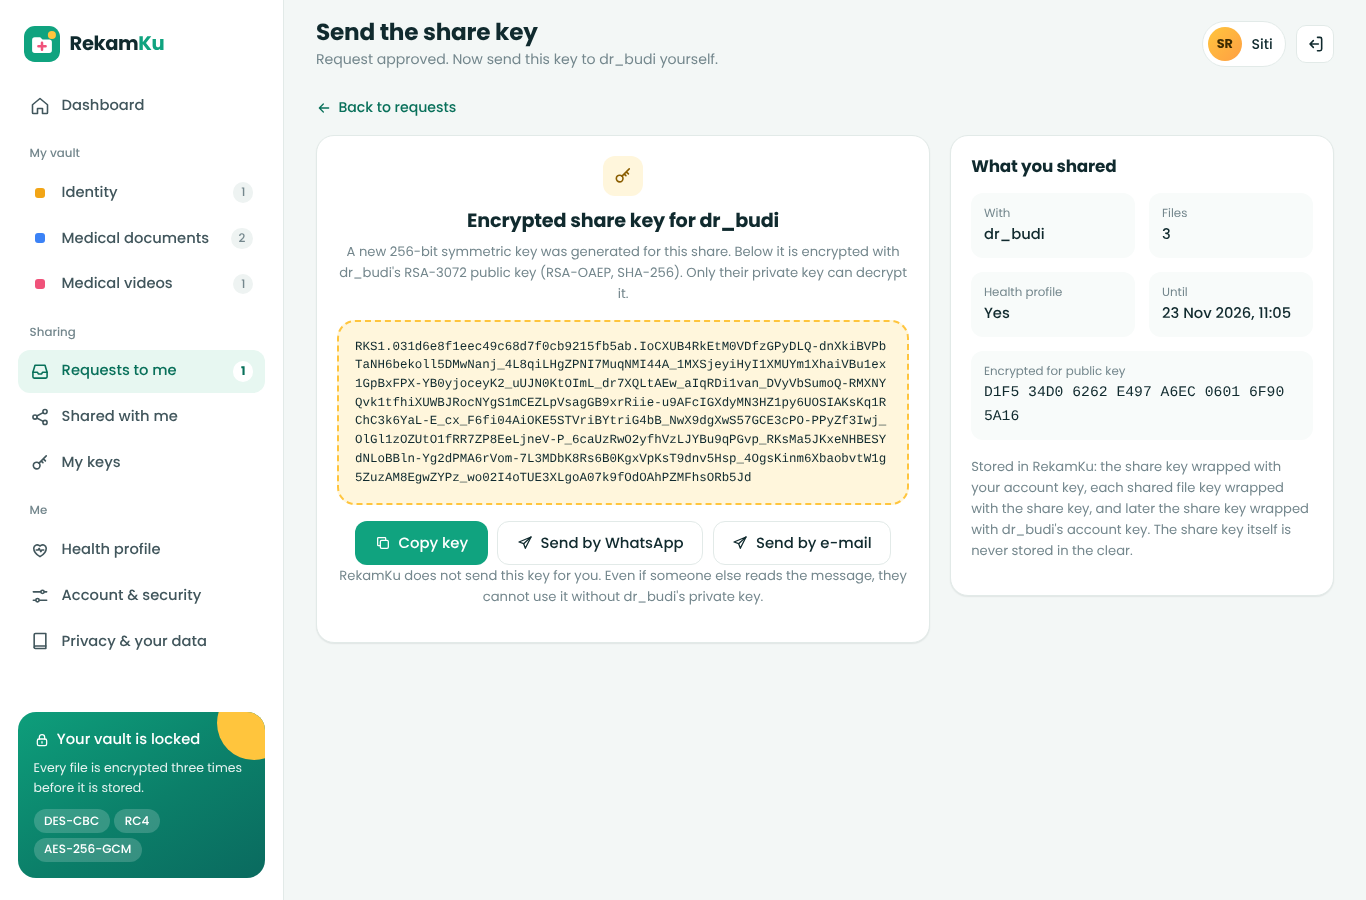 RekamKu
Dashboard
My vault
Identity 1
Medical documents 2
Medical videos 1
Sharing
Requests to me 1
Shared with me
My keys
Me
Health profile
Account & security
Privacy & your data
Your vault is locked
Every file is encrypted three times
before it is stored.
DES-CBC RC4
AES-256-GCM
Send the share key
Request approved. Now send this key to dr_budi yourself.
SR Siti
Back to requests
Encrypted share key for dr_budi
A new 256-bit symmetric key was generated for this share. Below it is encrypted with
dr_budi's RSA-3072 public key (RSA-OAEP, SHA-256). Only their private key can decrypt
it.
RKS1.031d6e8f1eec49c68d7f0cb9215fb5ab.IoCXUB4RkEtM0VDfzGPyDLQ-dnXkiBVPb
TaNH6bekoll5DMwNanj_4L8qiLHgZPNI7MuqNMI44A_1MXSjeyiHyI1XMUYm1XhaiVBu1ex
1GpBxFPX-YB0yjoceyK2_uUJN0KtOImL_dr7XQLtAEw_aIqRDi1van_DVyVbSumoQ-RMXNY
Qvk1tfhiXUWBJRocNYgS1mCEZLpVsagGB9xrRiie-u9AFcIGXdyMN3HZ1py6UOSIAKsKq1R
ChC3k6YaL-E_cx_F6fi04AiOKE5STVriBYtriG4bB_NwX9dgXwS57GCE3cPO-PPyZf3Iwj_
OlGl1zOZUtO1fRR7ZP8EeLjneV-P_6caUzRwO2yfhVzLJYBu9qPGvp_RKsMa5JKxeNHBESY
dNLoBBln-Yg2dPMA6rVom-7L3MDbK8Rs6B0KgxVpKsT9dnv5Hsp_4OgsKinm6XbaobvtW1g
5ZuzAM8EgwZYPz_wo02I4oTUE3XLgoA07k9fOdOAhPZMFhsORb5Jd
Copy key Send by WhatsApp Send by e-mail
RekamKu does not send this key for you. Even if someone else reads the message, they
cannot use it without dr_budi's private key.
What you shared
With
dr_budi
Files
3
Health profile
Yes
Until
23 Nov 2026, 11:05
Encrypted for public key
D1F5 34D0 6262 E497 A6EC 0601 6F90
5A16
Stored in RekamKu: the share key wrapped with
your account key, each shared file key wrapped
with the share key, and later the share key wrapped
with dr_budi's account key. The share key itself is
never stored in the clear.